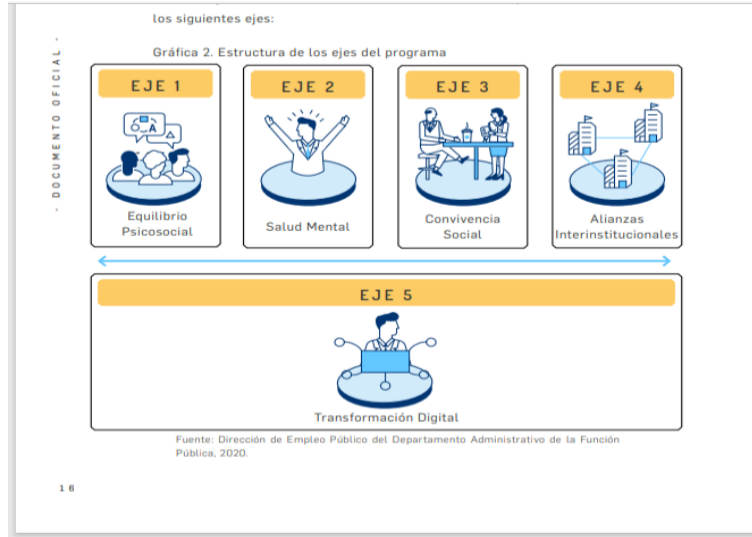 los siguientes ejes:
- DOCUMENTO OFICIAL -
Gráfica 2. Estructura de los ejes del programa
EJE 1
Equilibrio
Psicosocial
EJE 2
Salud Mental
EJE 3
Convivencia
Social
EJE 4
Alianzas
Interinstitucionales
EJE 5
Transformación Digital
Fuente: Dirección de Empleo Público del Departamento Administrativo de la Función
Pública, 2020.
16